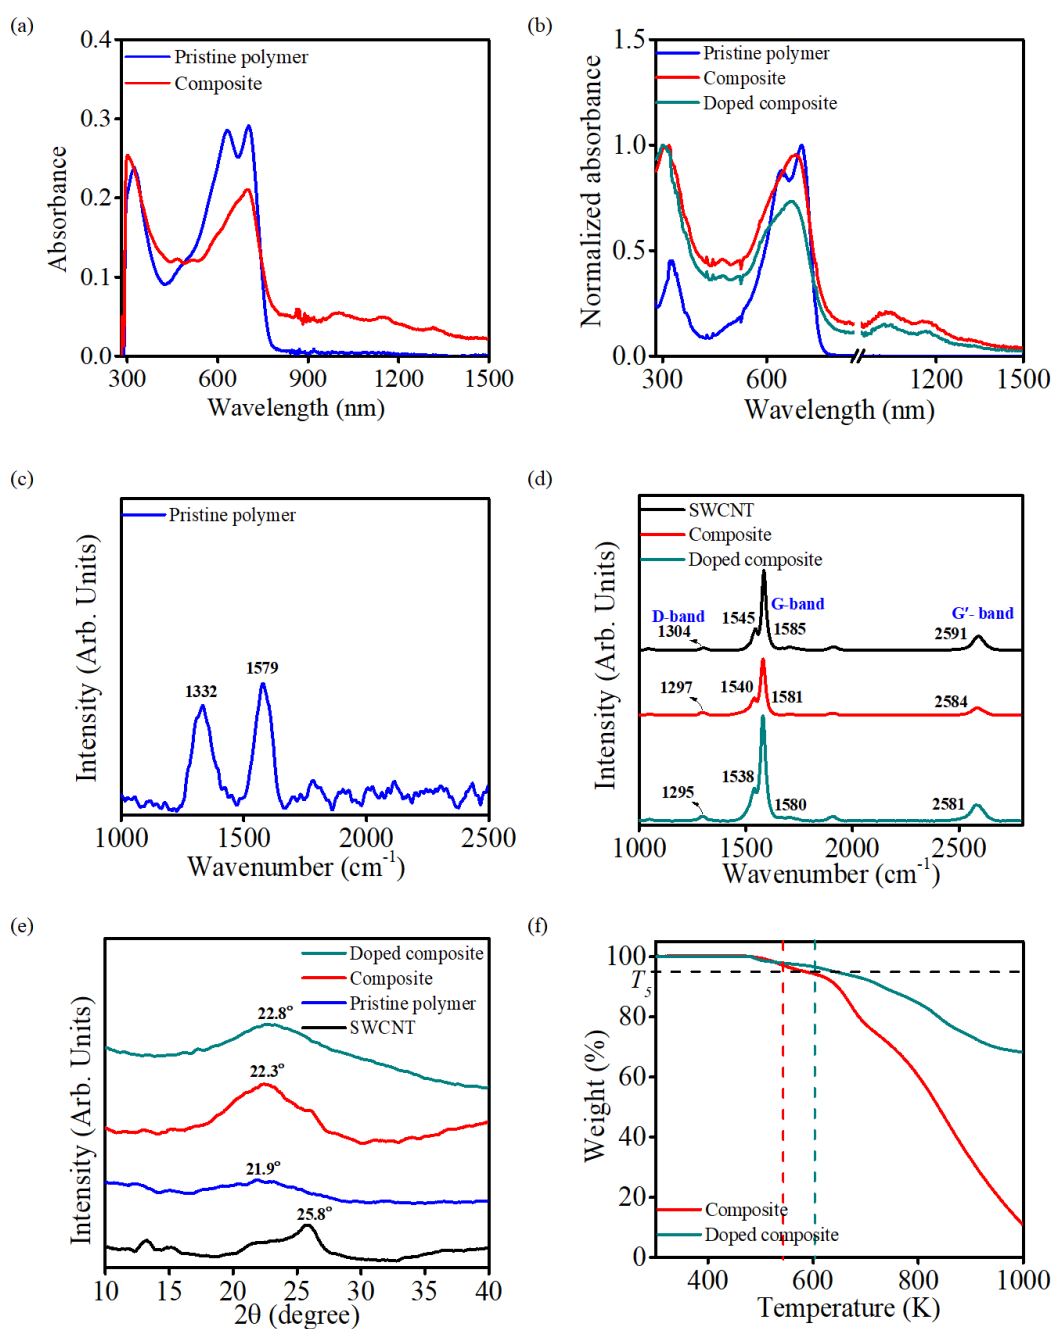 (a)
0.4
0.3
0.2
0.1
0.0
Absorbance
Pristine polymer
Composite
300 600 900 1200 1500
Wavelength (nm)
(b)
1.5
1.0
0.5
0.0
Normalized absorbance
Pristine polymer
Composite
Doped composite
300 600 1200 1500
Wavelength (nm)
(c)
Intensity (Arb. Units)
Pristine polymer
1332
1579
1000 1500 2000 2500
Wavenumber (cm⁻¹)
(d)
Intensity (Arb. Units)
SWCNT
Composite
Doped composite
D-band
G-band
G′- band
1304
1545
1585
2591
1297
1540
1581
2584
1295
1538
1580
2581
1000 1500 2000 2500
Wavenumber (cm⁻¹)
(e)
Intensity (Arb. Units)
Doped composite
Composite
Pristine polymer
SWCNT
22.8°
22.3°
21.9°
25.8°
10 15 20 25 30 35 40
2θ (degree)
(f)
100
T₅
80
60
40
20
0
Weight (%)
Composite
Doped composite
400 600 800 1000
Temperature (K)